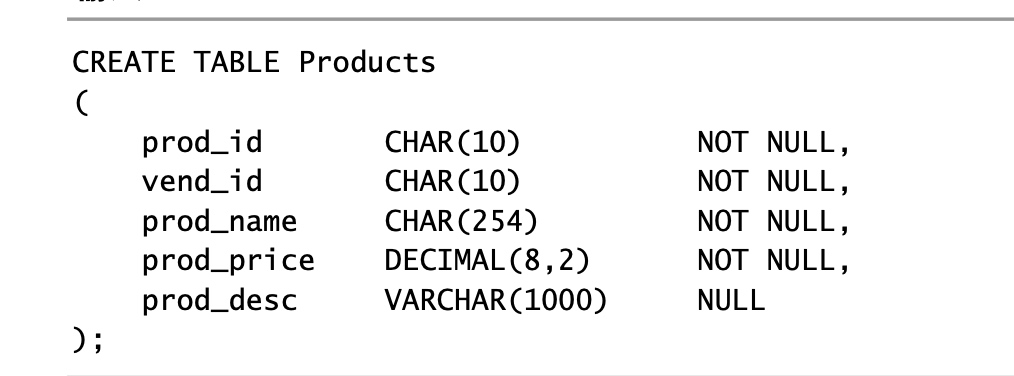 CREATE TABLE Products
(
    prod_id       CHAR(10)          NOT NULL,
    vend_id       CHAR(10)          NOT NULL,
    prod_name     CHAR(254)         NOT NULL,
    prod_price    DECIMAL(8,2)      NOT NULL,
    prod_desc     VARCHAR(1000)     NULL
);